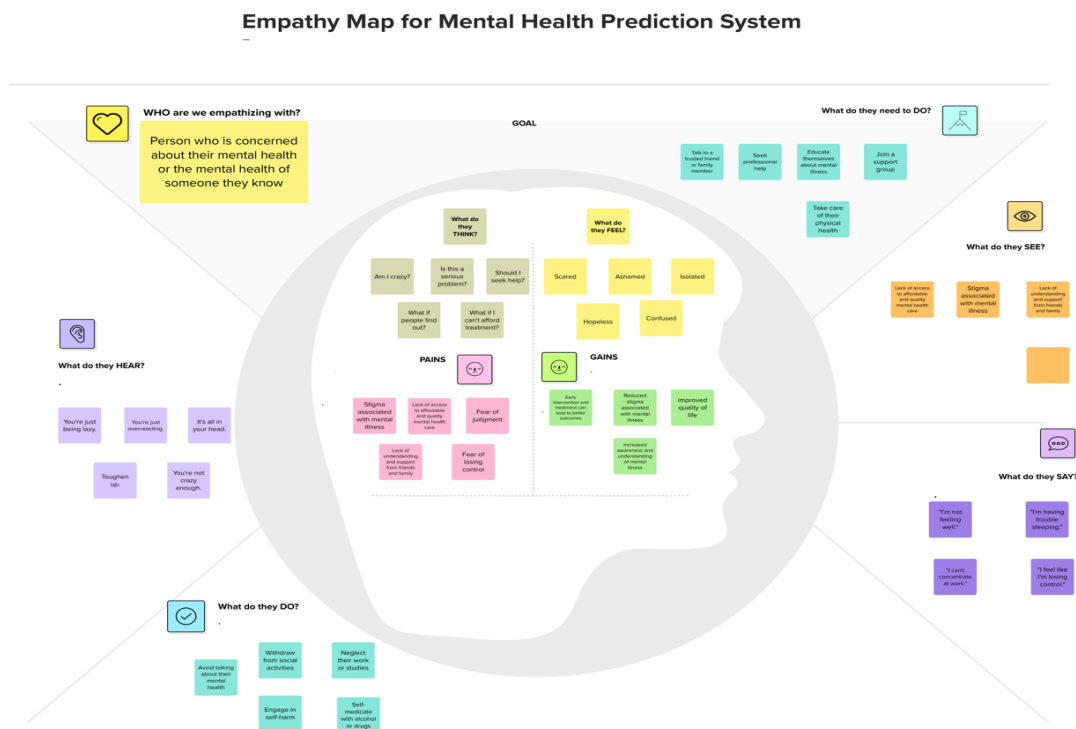 Empathy Map for Mental Health Prediction System
–
WHO are we empathizing with?
Person who is concerned
about their mental health
or the mental health of
someone they know
GOAL
What do they need to DO?
Talk to a
trusted friend
or family
member
Seek
professional
help
Educate
themselves
about mental
illness
Join a
support
group
Take care
of their
physical
health
What do they SEE?
Lack of access
to affordable
and quality
mental health
care
Stigma
associated
with mental
illness
Lack of
understanding
and support
from friends
and family
What do
they
THINK?
Am I crazy?
Is this a
serious
problem?
Should I
seek help?
What if
people find
out?
What if I
can't afford
treatment?
What do
they FEEL?
Scared
Ashamed
Isolated
Hopeless
Confused
What do they HEAR?
You're just
being lazy.
You're just
overreacting.
It's all in
your head.
Toughen
up.
You're not
crazy
enough.
PAINS
Stigma
associated
with mental
illness
Lack of access
to affordable
and quality
mental health
care
Fear of
judgment
Lack of
understanding
and support
from friends
and family
Fear of
losing
control
GAINS
Early
intervention and
treatment can
lead to better
outcomes
Reduced
stigma
associated
with mental
illness
improved
quality of
life
Increased
awareness and
understanding
of mental
illness
What do they SAY?
"I'm not
feeling
well."
"I'm having
trouble
sleeping."
"I can't
concentrate
at work."
"I feel like
I'm losing
control."
What do they DO?
Avoid talking
about their
mental
health
Withdraw
from social
activities
Neglect
their work
or studies
Engage in
self-harm
Self-
medicate
with alcohol
or drugs